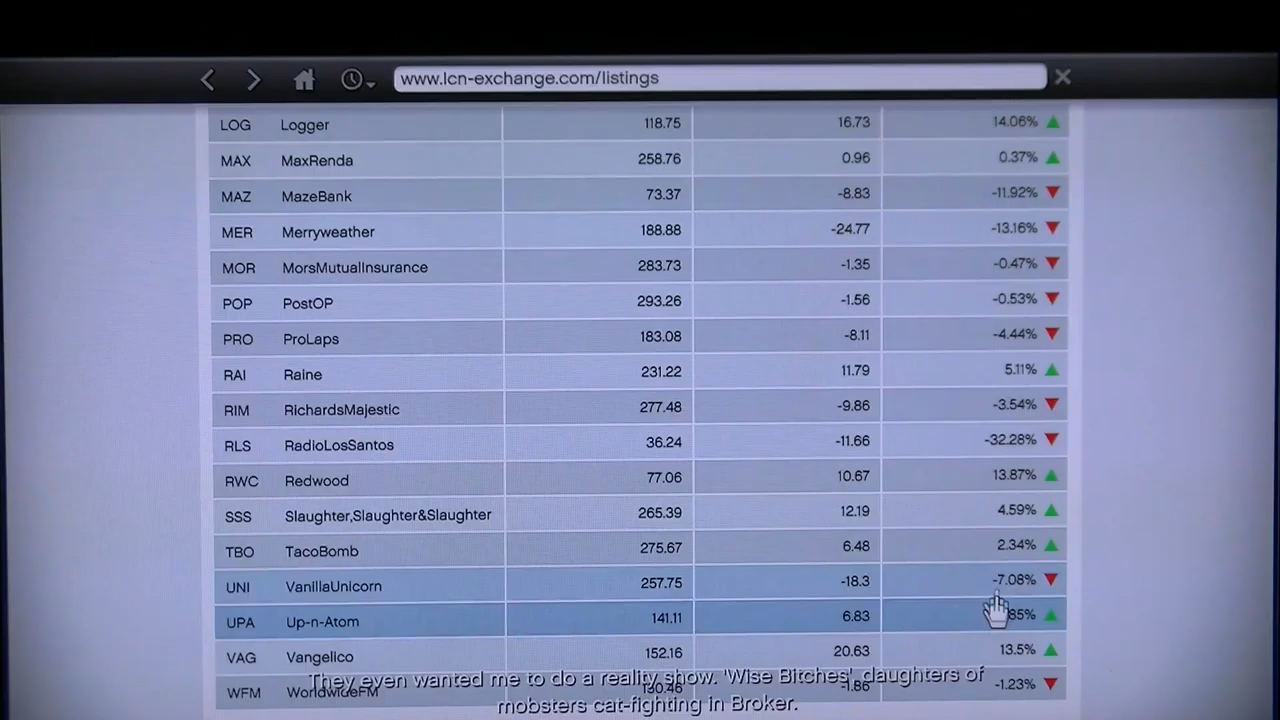 www.lcn-exchange.com/listings
LOG Logger 118.75 16.73 14.06%
MAX MaxRenda 258.76 0.96 0.37%
MAZ MazeBank 73.37 -8.83 -11.92%
MER Merryweather 188.88 -24.77 -13.16%
MOR MorsMutualInsurance 283.73 -1.35 -0.47%
POP PostOP 293.26 -1.56 -0.53%
PRO ProLaps 183.08 -8.11 -4.44%
RAI Raine 231.22 11.79 5.11%
RIM RichardsMajestic 277.48 -9.86 -3.54%
RLS RadioLosSantos 36.24 -11.66 -32.28%
RWC Redwood 77.06 10.67 13.87%
SSS Slaughter,Slaughter&Slaughter 265.39 12.19 4.59%
TBO TacoBomb 275.67 6.48 2.34%
UNI VanillaUnicorn 257.75 -18.3 -7.08%
UPA Up-n-Atom 141.11 6.83
VAG Vangelico 152.16 20.63 13.5%
WFM WorldwideFM 130.46 -1.86 -1.23%
They even wanted me to do a reality show. 'Wise Bitches', daughters of
mobsters cat-fighting in Broker.